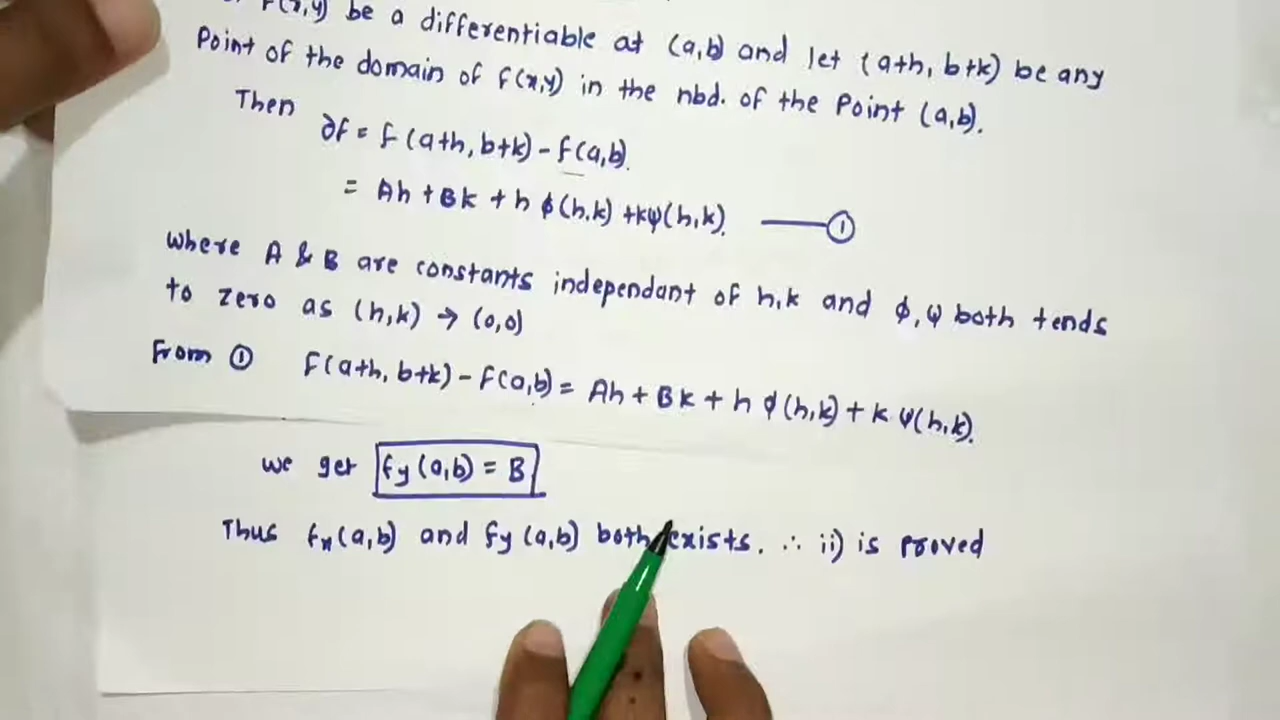 F(x,y) be a differentiable at (a,b) and let (a+h, b+k) be any
Point of the domain of f(x,y) in the nbd. of the Point (a,b).
Then
∂f = f(a+h, b+k) - f(a,b).
= Ah + Bk + h ϕ(h,k) + kψ(h,k). ——①
where A & B are constants independant of h,k and ϕ,ψ both tends
to zero as (h,k) → (0,0)
From ① F(a+h, b+k) - F(a,b) = Ah + Bk + h ϕ(h,k) + k ψ(h,k).
we get fy(a,b) = B
Thus fx(a,b) and fy(a,b) both exists. ∴ ii) is proved